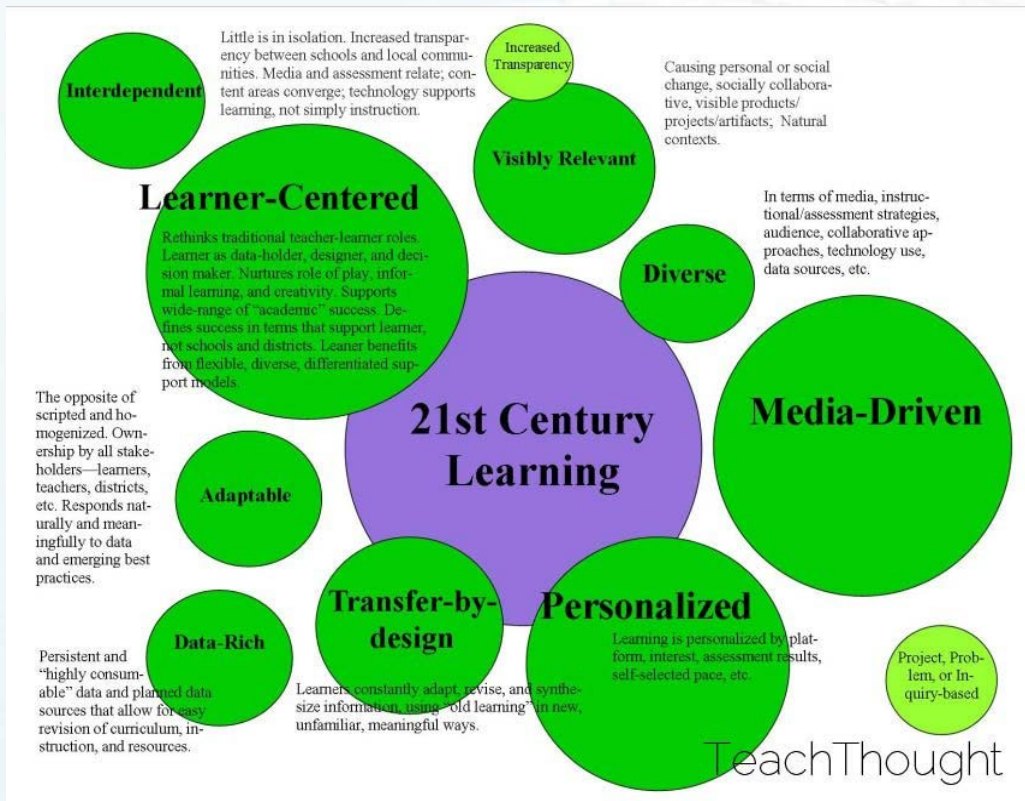 Interdependent
Little is in isolation. Increased transpar-
ency between schools and local commu-
nities. Media and assessment relate; con-
tent areas converge; technology supports
learning, not simply instruction.
Increased
Transparency
Visibly Relevant
Causing personal or social
change, socially collabora-
tive, visible products/
projects/artifacts; Natural
contexts.
Learner-Centered
Rethinks traditional teacher-learner roles.
Learner as data-holder, designer, and deci-
sion maker. Nurtures role of play, infor-
mal learning, and creativity. Supports
wide-range of “academic” success. De-
fines success in terms that support learner,
not schools and districts. Leaner benefits
from flexible, diverse, differentiated sup-
port models.
Diverse
In terms of media, instruc-
tional/assessment strategies,
audience, collaborative ap-
proaches, technology use,
data sources, etc.
21st Century
Learning
Media-Driven
The opposite of
scripted and ho-
mogenized. Own-
ership by all stake-
holders—learners,
teachers, districts,
etc. Responds nat-
urally and mean-
ingfully to data
and emerging best
practices.
Adaptable
Data-Rich
Persistent and
“highly consum-
able” data and planned data
sources that allow for easy
revision of curriculum, in-
struction, and resources.
Transfer-by-
design
Learners constantly adapt, revise, and synthe-
size information, using “old learning” in new,
unfamiliar, meaningful ways.
Personalized
Learning is personalized by plat-
form, interest, assessment results,
self-selected pace, etc.
Project, Prob-
lem, or In-
quiry-based
TeachThought